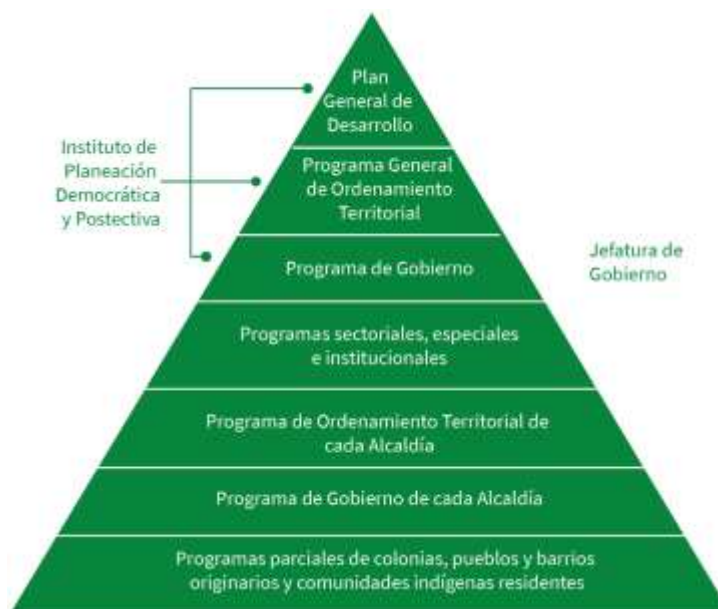 Plan
General de
Desarrollo
Instituto de
Planeación
Democrática
y Postectiva
Programa General
de Ordenamiento
Territorial
Programa de Gobierno
Jefatura de
Gobierno
Programas sectoriales, especiales
e institucionales
Programa de Ordenamiento Territorial de
cada Alcaldía
Programa de Gobierno de cada Alcaldía
Programas parciales de colonias, pueblos y barrios
originarios y comunidades indígenas residentes